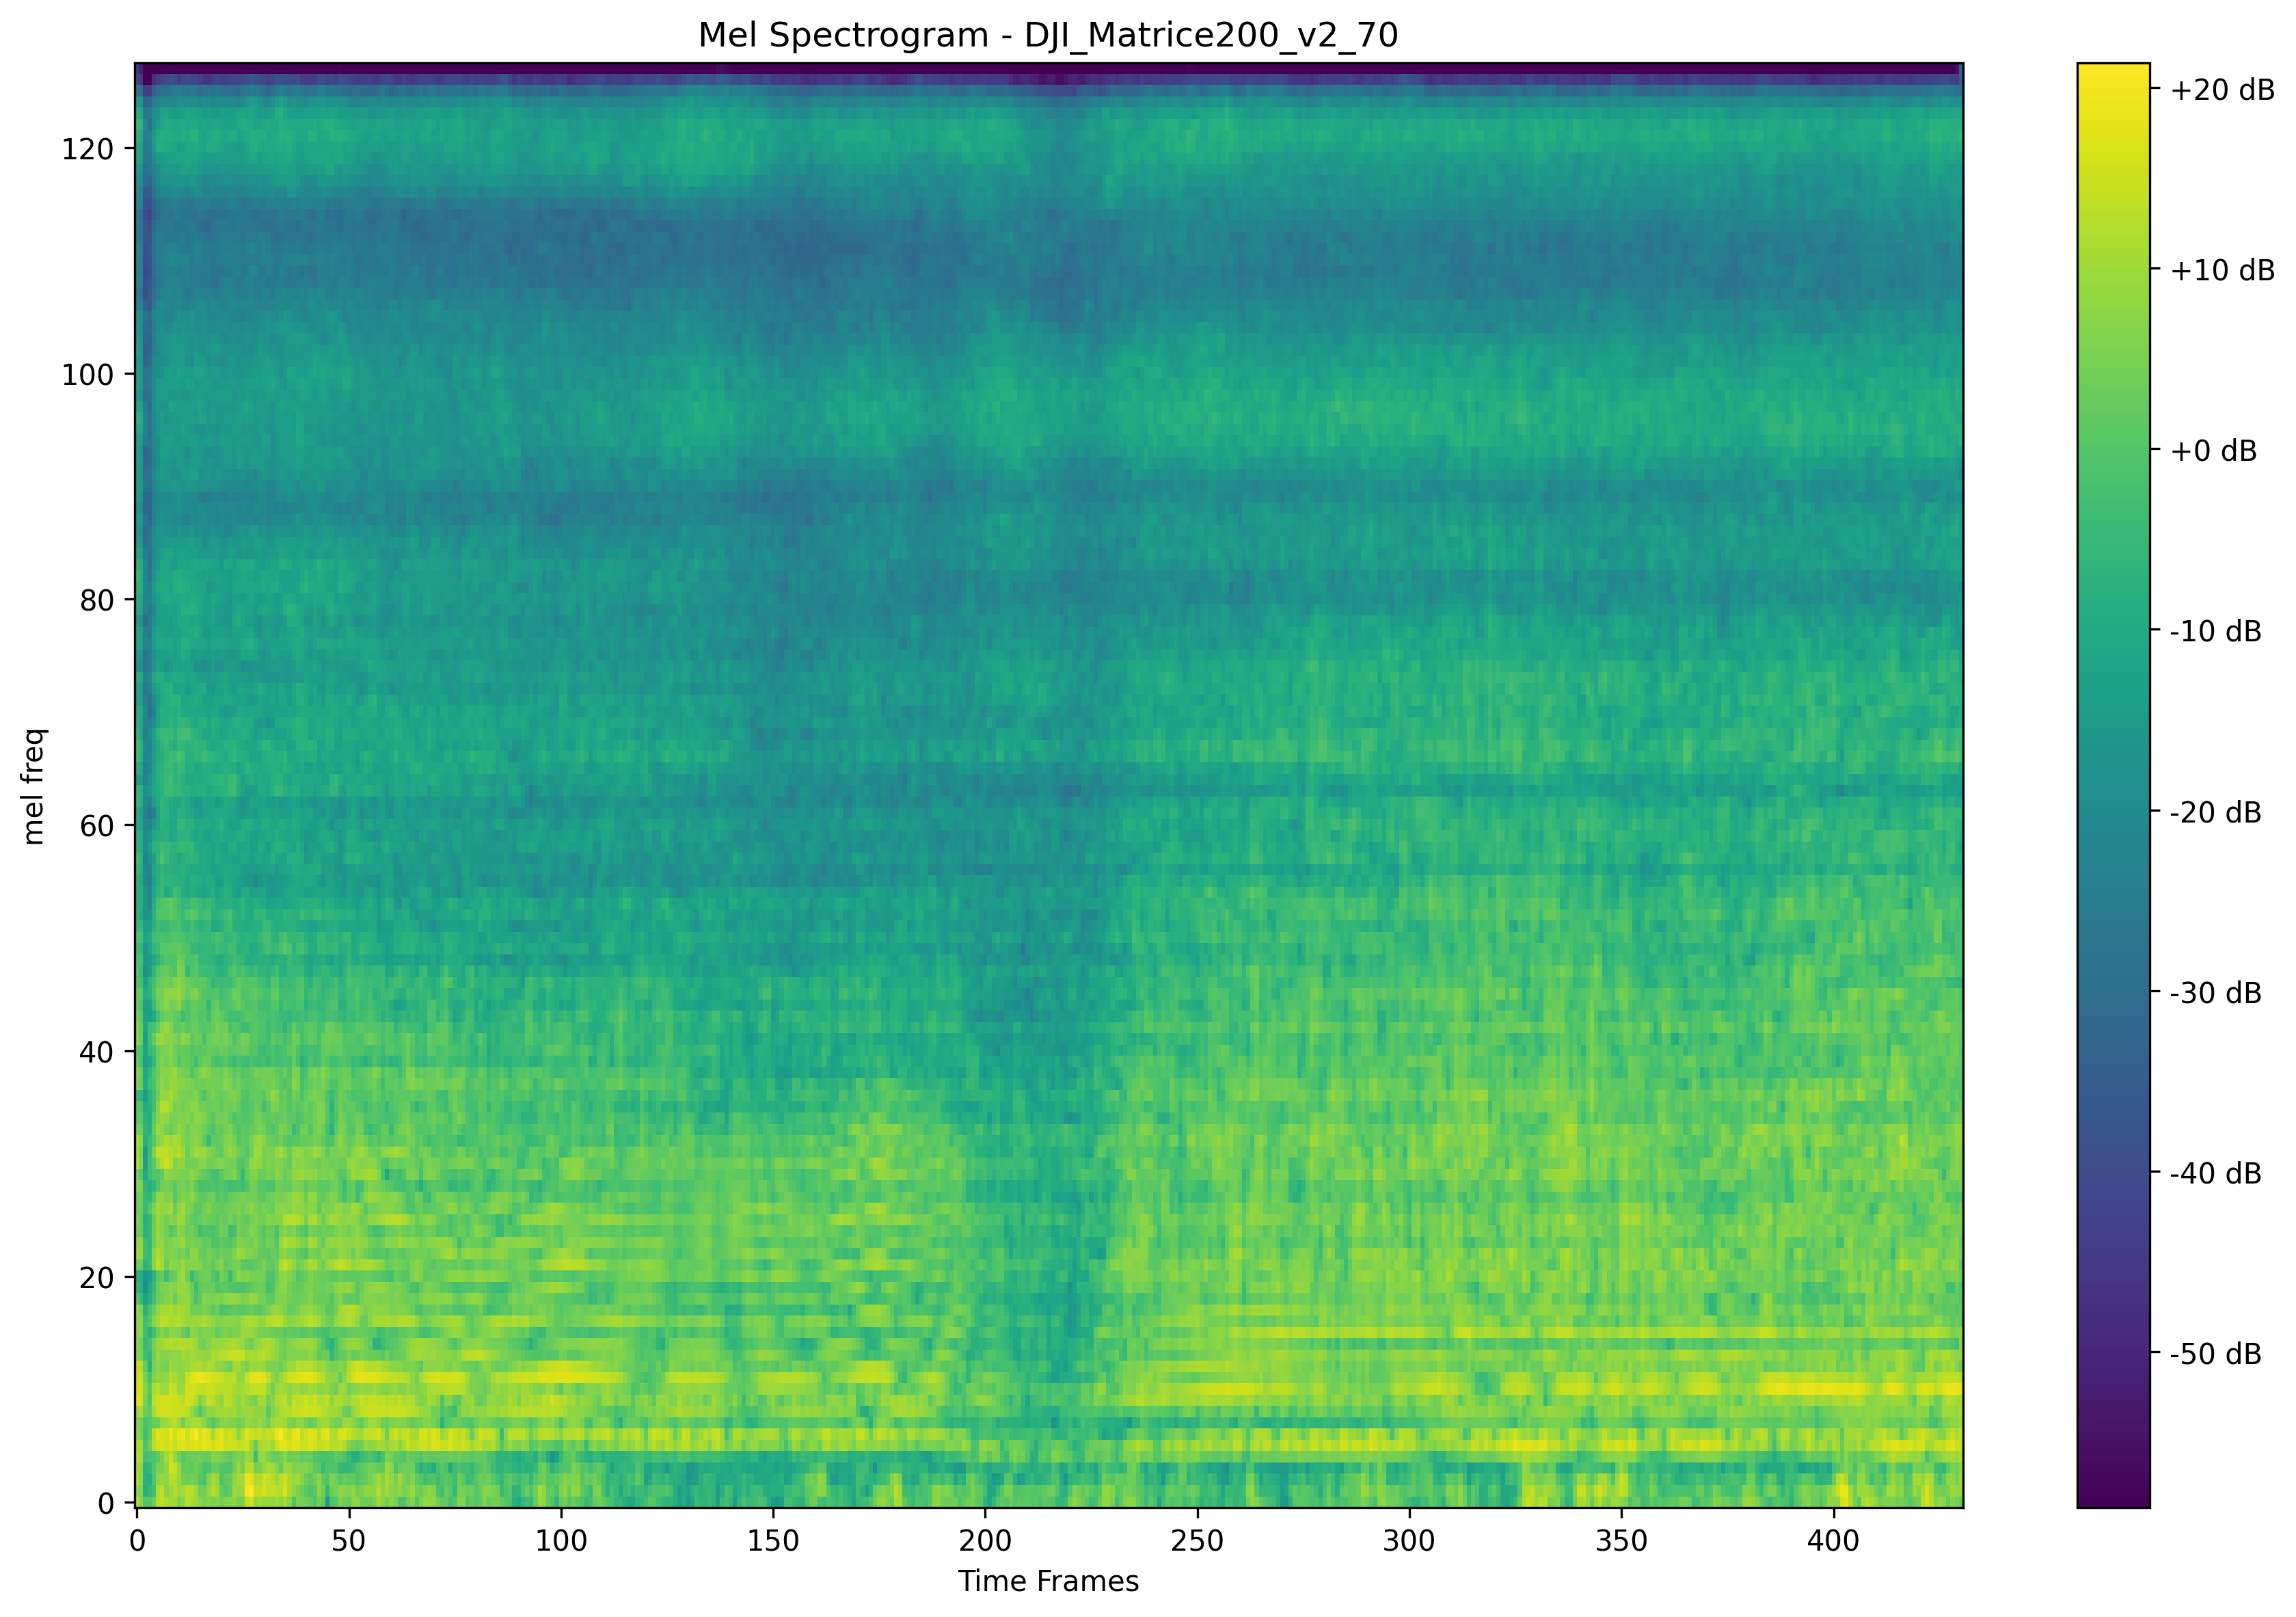 Mel Spectrogram - DJI_Matrice200_v2_70
mel freq
120
100
80
60
40
20
0
0 50 100 150 200 250 300 350 400
Time Frames
+20 dB
+10 dB
+0 dB
-10 dB
-20 dB
-30 dB
-40 dB
-50 dB